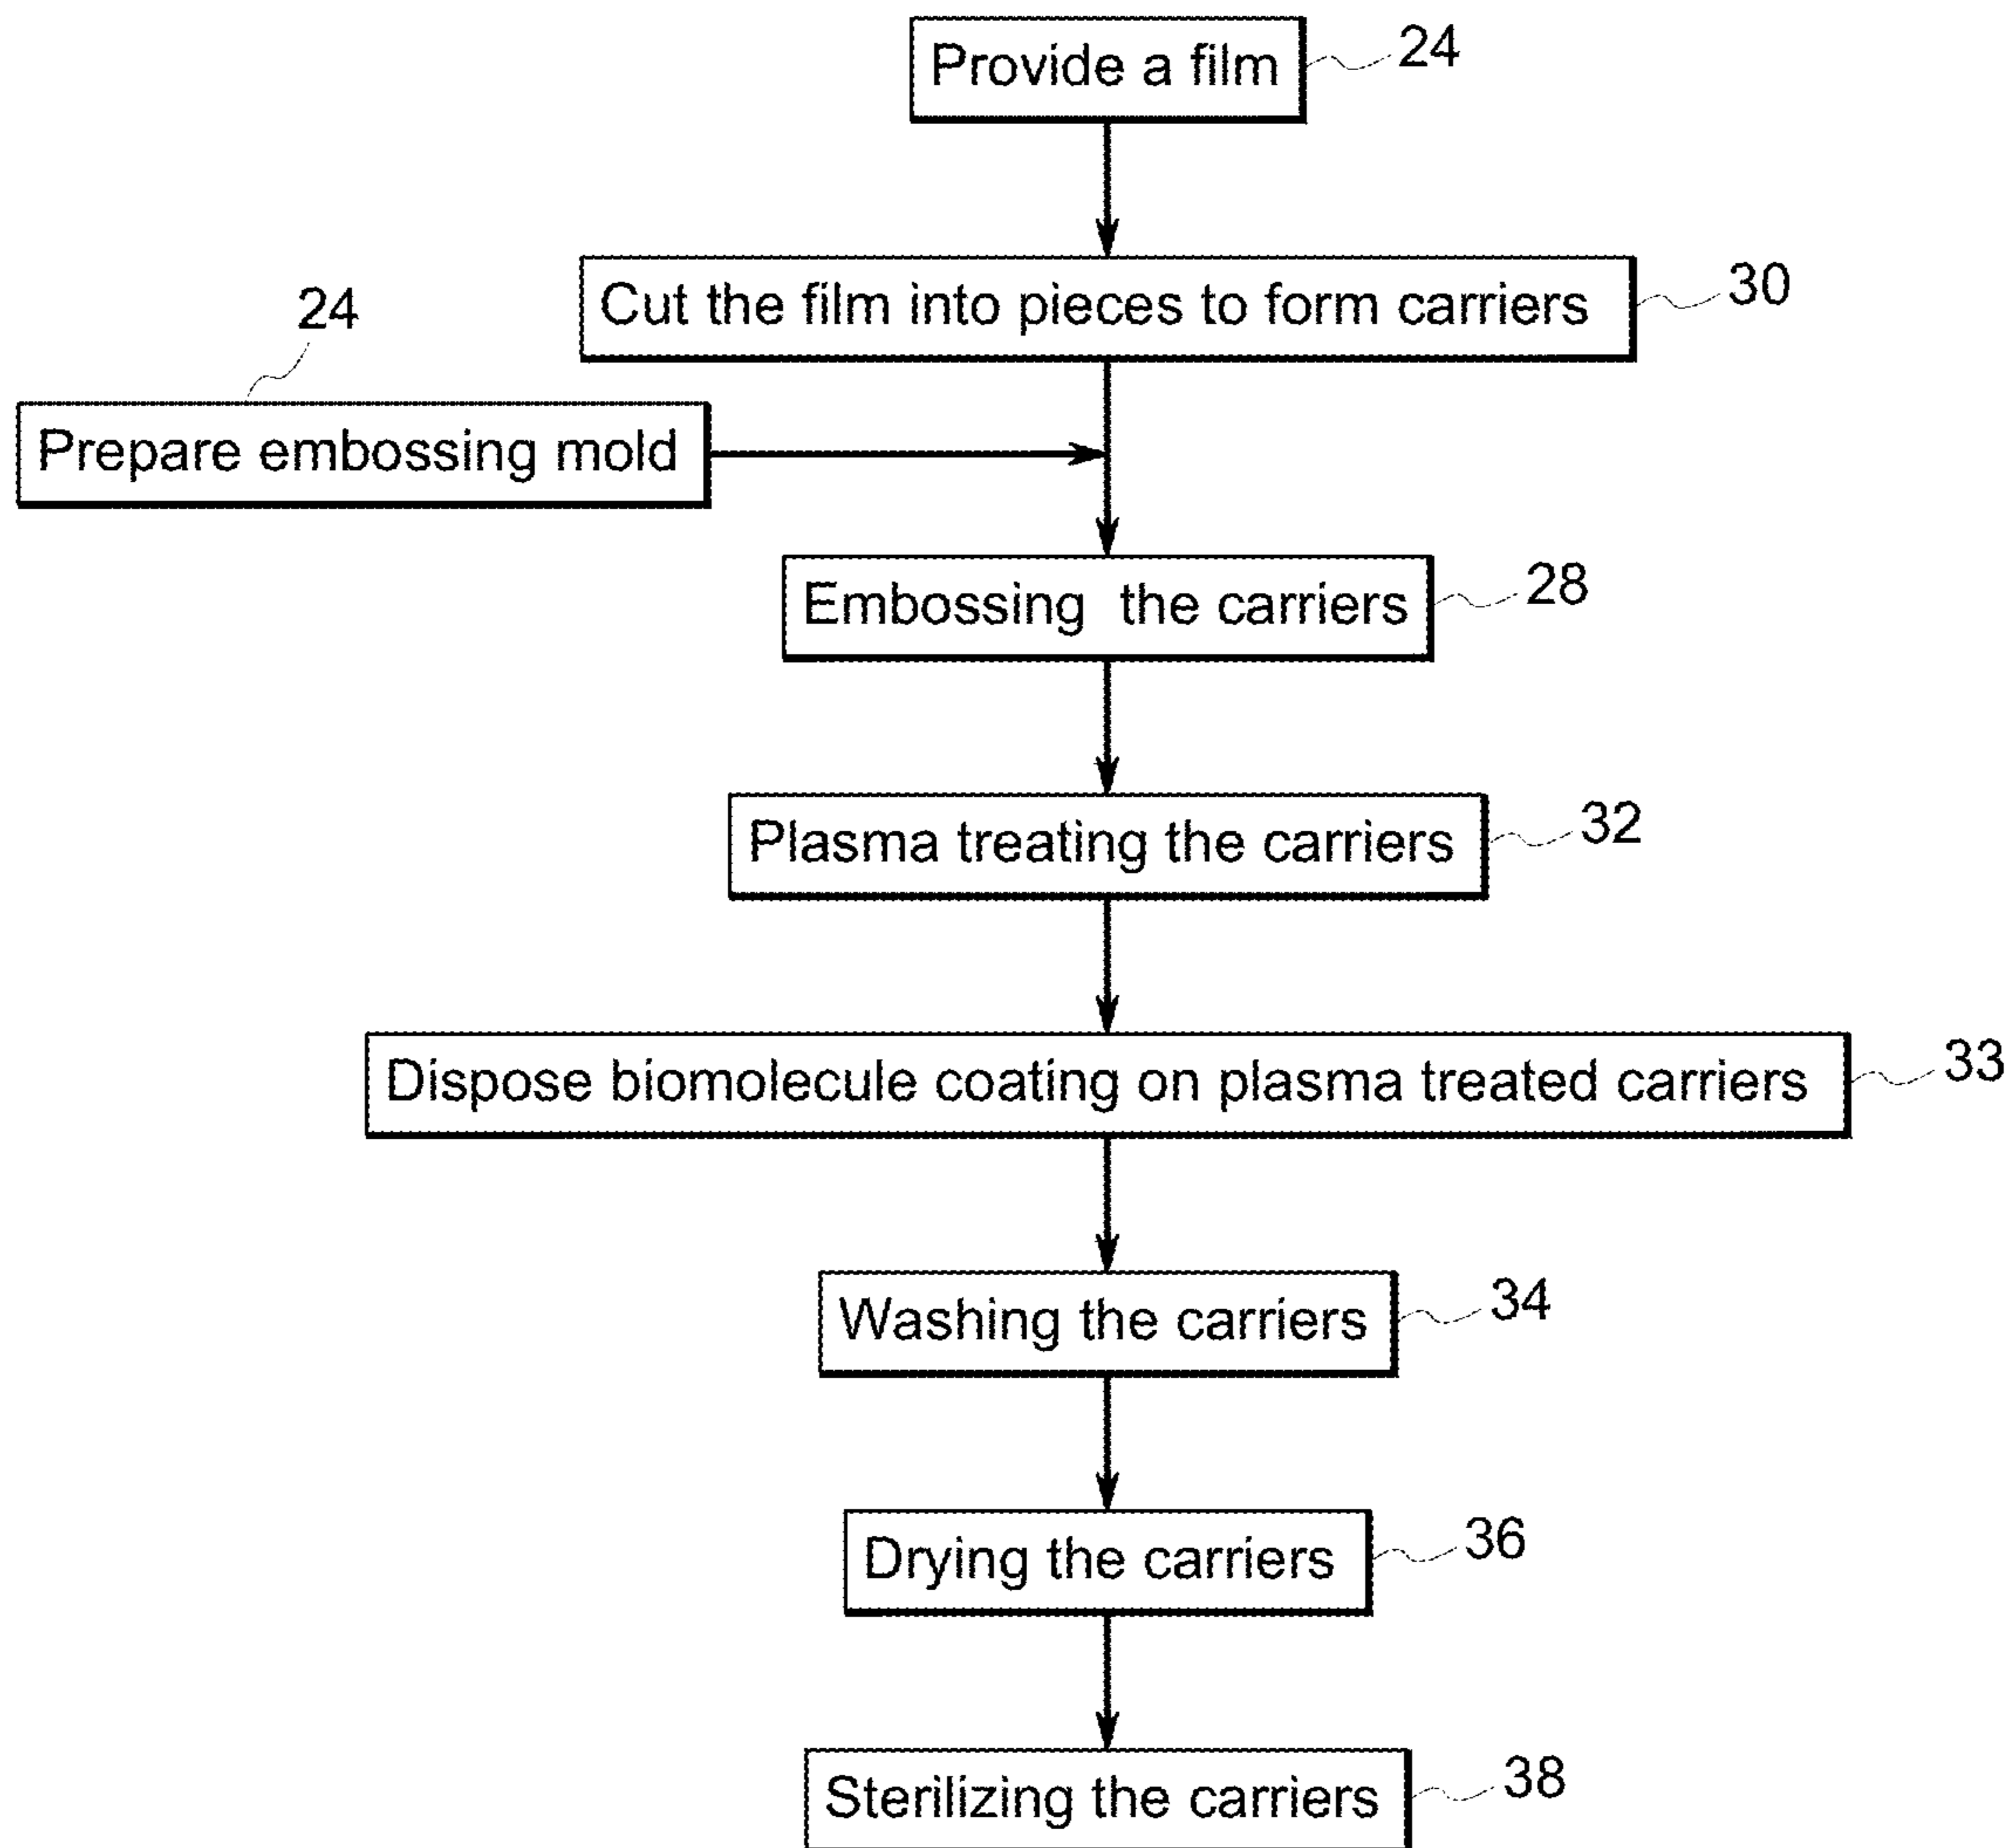 Provide a film
24
Cut the film into pieces to form carriers
30
24
Prepare embossing mold
Embossing the carriers
28
Plasma treating the carriers
32
Dispose biomolecule coating on plasma treated carriers
33
Washing the carriers
34
Drying the carriers
36
Sterilizing the carriers
38